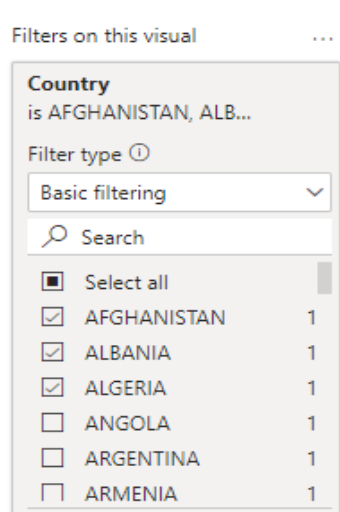 Filters on this visual ...
Country
is AFGHANISTAN, ALB...
Filter type
Basic filtering
Search
Select all
AFGHANISTAN 1
ALBANIA 1
ALGERIA 1
ANGOLA 1
ARGENTINA 1
ARMENIA 1